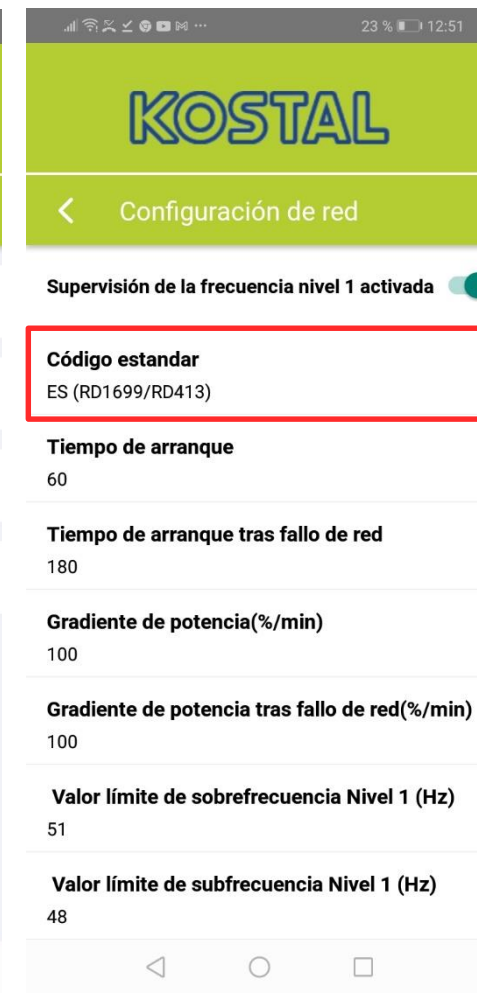 23 % 12:51
KOSTAL
Configuración de red
Supervisión de la frecuencia nivel 1 activada
Código estandar
ES (RD1699/RD413)
Tiempo de arranque
60
Tiempo de arranque tras fallo de red
180
Gradiente de potencia(%/min)
100
Gradiente de potencia tras fallo de red(%/min)
100
Valor límite de sobrefrecuencia Nivel 1 (Hz)
51
Valor límite de subfrecuencia Nivel 1 (Hz)
48